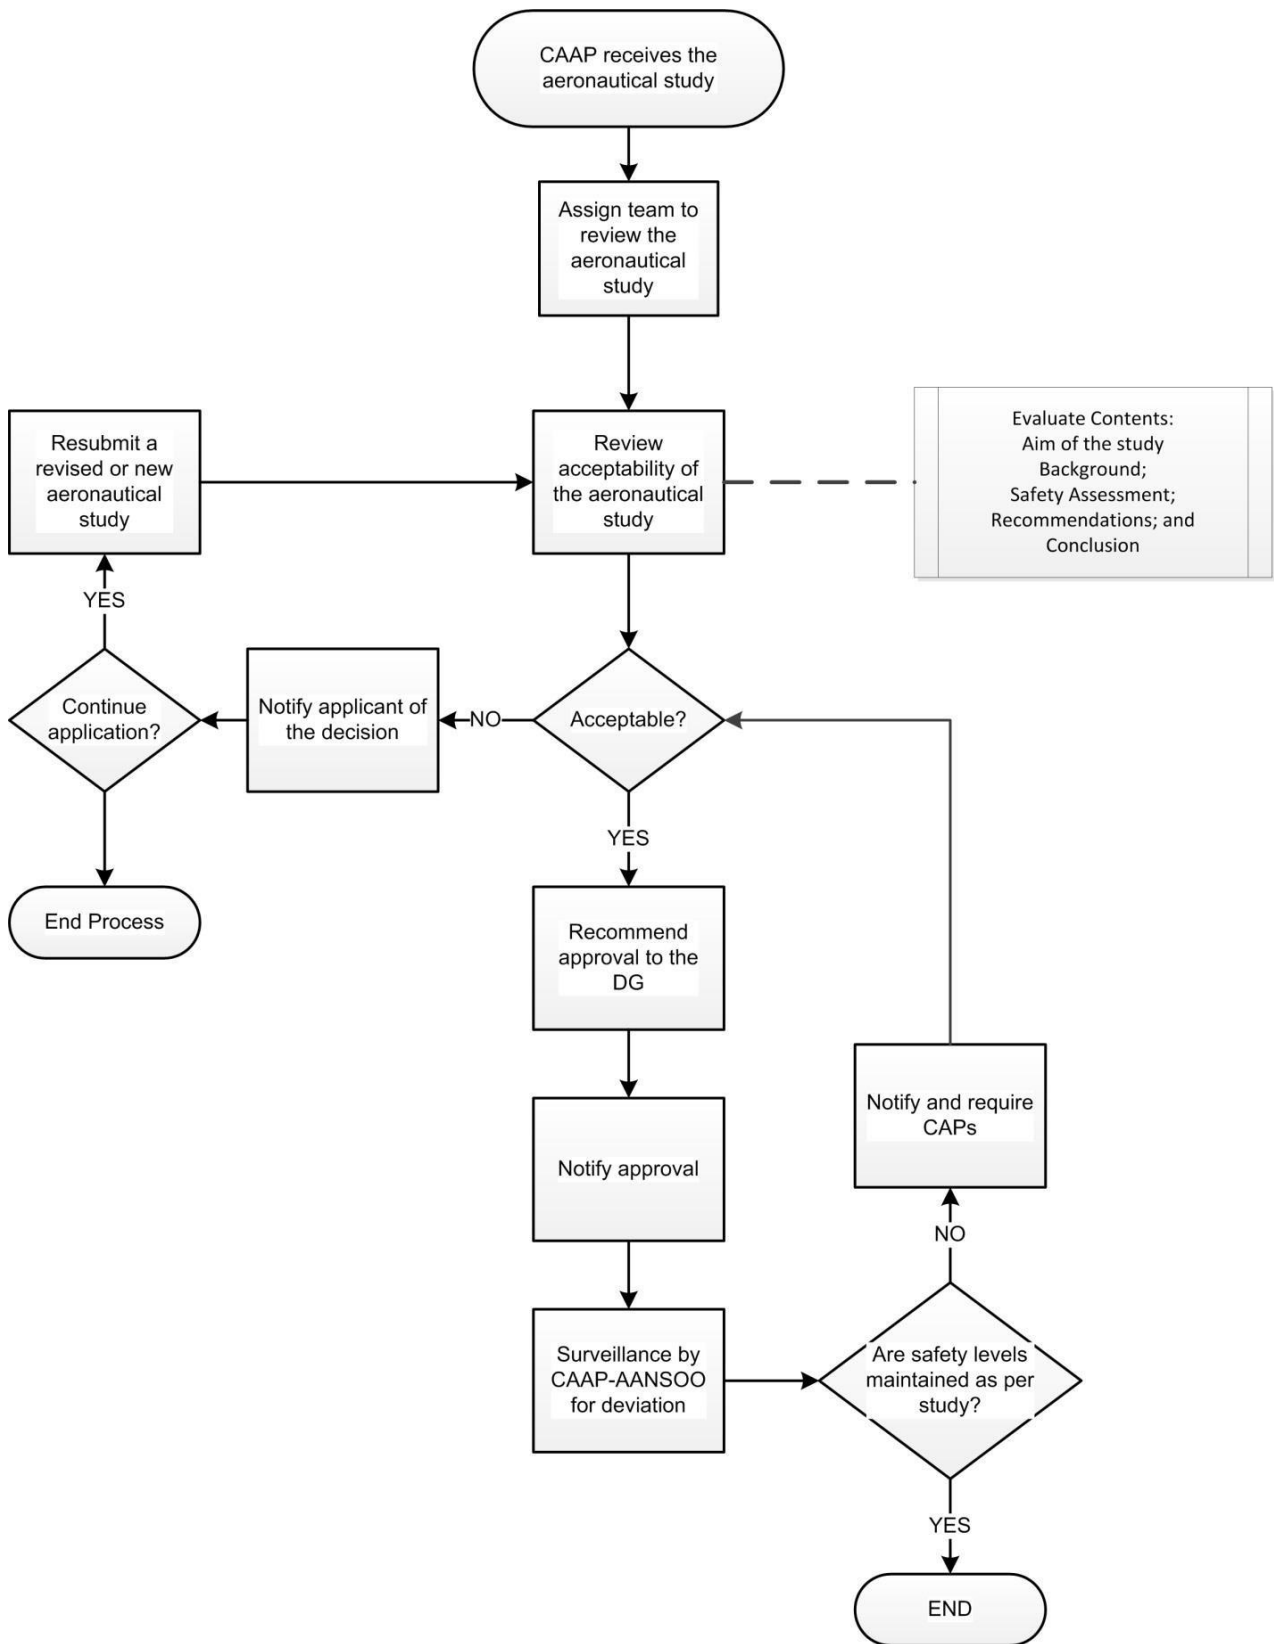 CAAP receives the
aeronautical study
Assign team to
review the
aeronautical
study
Resubmit a
revised or new
aeronautical
study
Review
acceptability of
the aeronautical
study
Evaluate Contents:
Aim of the study
Background;
Safety Assessment;
Recommendations; and
Conclusion
YES
Continue
application?
Notify applicant of
the decision
NO
Acceptable?
YES
End Process
Recommend
approval to the
DG
Notify approval
Notify and require
CAPs
NO
Surveillance by
CAAP-AANSOO
for deviation
Are safety levels
maintained as per
study?
YES
END